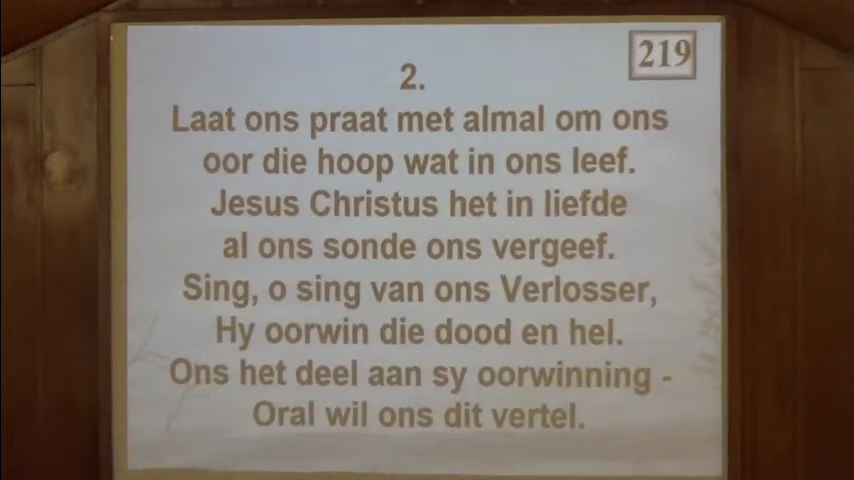 219
2.
Laat ons praat met almal om ons
oor die hoop wat in ons leef.
Jesus Christus het in liefde
al ons sonde ons vergeef.
Sing, o sing van ons Verlosser,
Hy oorwin die dood en hel.
Ons het deel aan sy oorwinning -
Oral wil ons dit vertel.